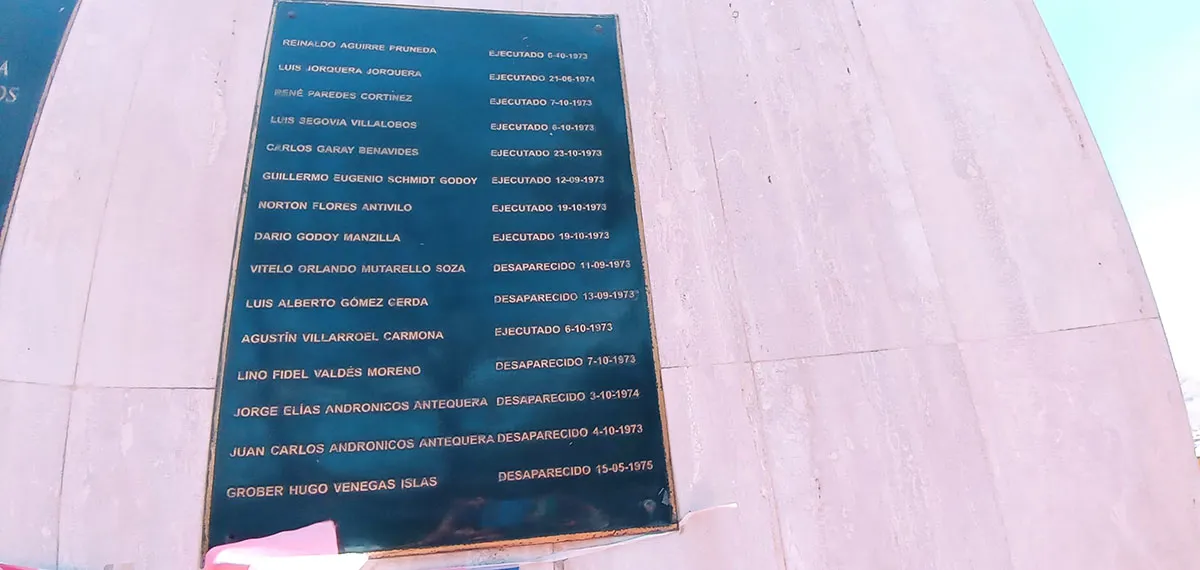 A
OS
REINALDO AGUIRRE PRUNEDA EJECUTADO 6-10-1973
LUIS JORQUERA JORQUERA EJECUTADO 21-06-1974
RENÉ PAREDES CORTINEZ EJECUTADO 7-10-1973
LUIS SEGOVIA VILLALOBOS EJECUTADO 6-10-1973
CARLOS GARAY BENAVIDES EJECUTADO 23-10-1973
GUILLERMO EUGENIO SCHMIDT GODOY EJECUTADO 12-09-1973
NORTON FLORES ANTIVILO EJECUTADO 19-10-1973
DARIO GODOY MANZILLA EJECUTADO 19-10-1973
VITELO ORLANDO MUTARELLO SOZA DESAPARECIDO 11-09-1973
LUIS ALBERTO GÓMEZ CERDA DESAPARECIDO 13-09-1973
AGUSTÍN VILLARROEL CARMONA EJECUTADO 6-10-1973
LINO FIDEL VALDÉS MORENO DESAPARECIDO 7-10-1973
JORGE ELÍAS ANDRONICOS ANTEQUERA DESAPARECIDO 3-10-1974
JUAN CARLOS ANDRONICOS ANTEQUERA DESAPARECIDO 4-10-1973
GROBER HUGO VENEGAS ISLAS DESAPARECIDO 15-05-1975